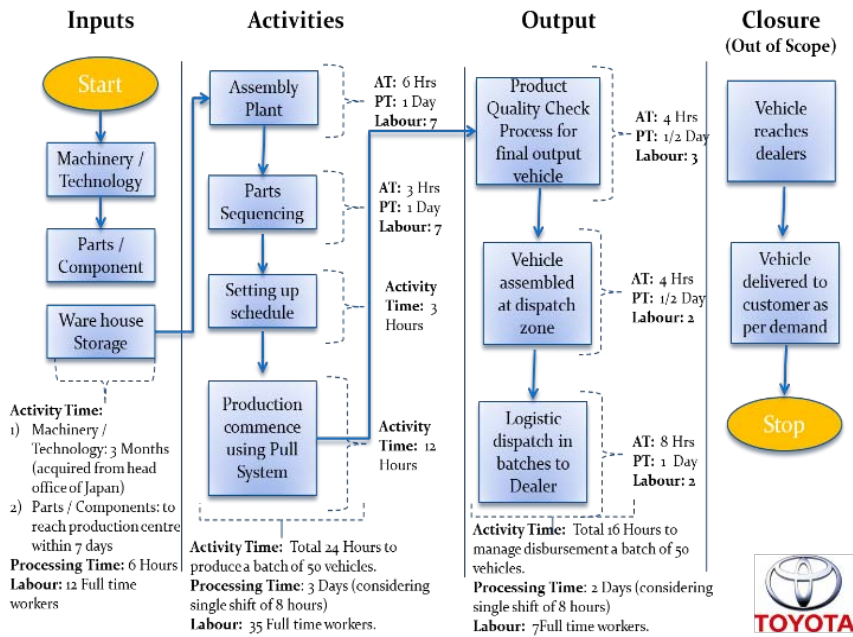 Inputs
Start
Machinery /
Technology
Parts /
Component
Ware house
Storage
Activity Time:
1) Machinery /
Technology: 3 Months
(acquired from head
office of Japan)
2) Parts / Components: to
reach production centre
within 7 days
Processing Time: 6 Hours
Labour: 12 Full time
workers
Activities
Assembly
Plant
AT: 6 Hrs
PT: 1 Day
Labour: 7
Parts
Sequencing
AT: 3 Hrs
PT: 1 Day
Labour: 7
Setting up
schedule
Activity
Time: 3
Hours
Production
commence
using Pull
System
Activity
Time: 12
Hours
Activity Time: Total 24 Hours to
produce a batch of 50 vehicles.
Processing Time: 3 Days (considering
single shift of 8 hours)
Labour: 35 Full time workers.
Output
Product
Quality Check
Process for
final output
vehicle
AT: 4 Hrs
PT: 1/2 Day
Labour: 3
Vehicle
assembled
at dispatch
zone
AT: 4 Hrs
PT: 1/2 Day
Labour: 2
Logistic
dispatch in
batches to
Dealer
AT: 8 Hrs
PT: 1 Day
Labour: 2
Activity Time: Total 16 Hours to
manage disbursement a batch of 50
vehicles.
Processing Time: 2 Days (considering
single shift of 8 hours)
Labour: 7Full time workers.
Closure
(Out of Scope)
Vehicle
reaches
dealers
Vehicle
delivered to
customer as
per demand
Stop
TOYOTA